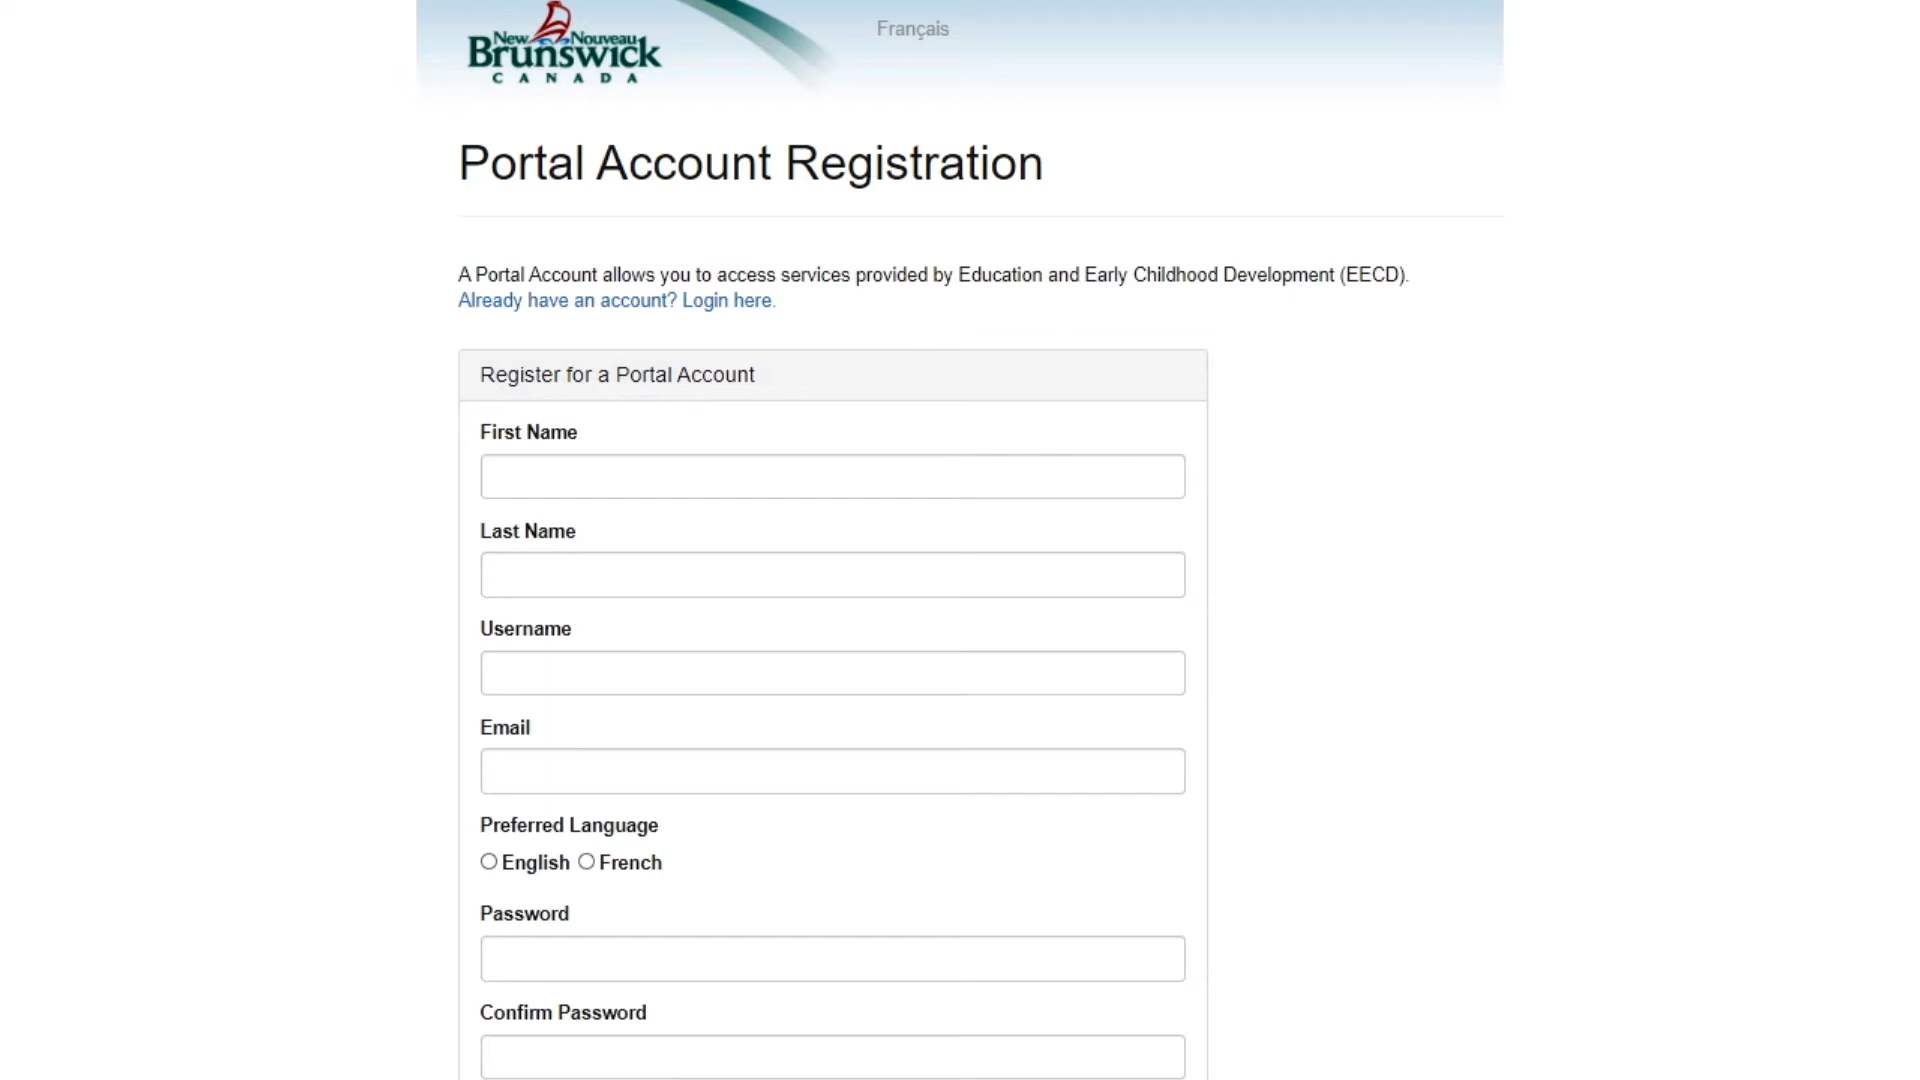 New Nouveau
Brunswick
CANADA
Français
Portal Account Registration
A Portal Account allows you to access services provided by Education and Early Childhood Development (EECD).
Already have an account? Login here.
Register for a Portal Account
First Name
Last Name
Username
Email
Preferred Language
English French
Password
Confirm Password